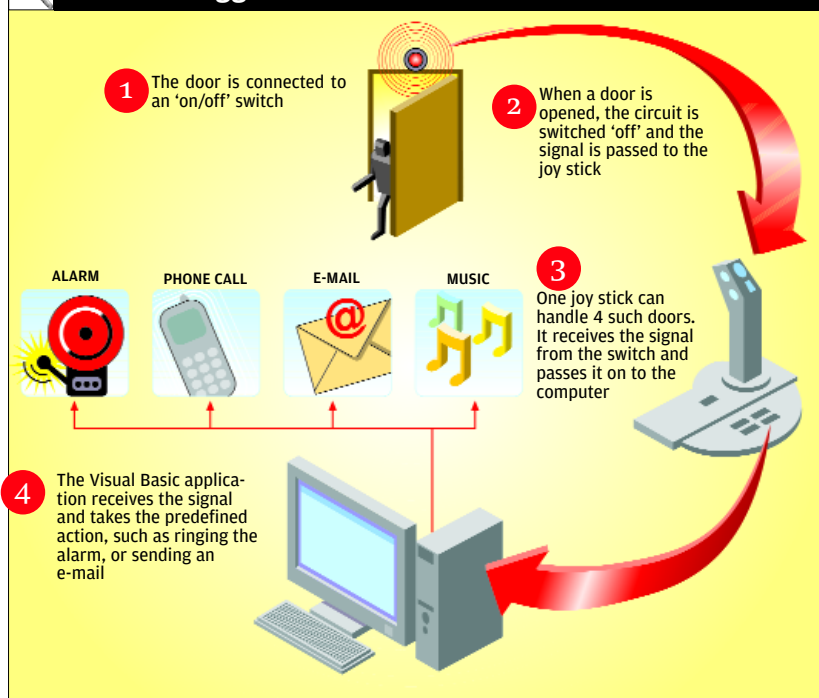 1
The door is connected to
an ‘on/off’ switch
2
When a door is
opened, the circuit is
switched ‘off’ and the
signal is passed to the
joy stick
ALARM
PHONE CALL
E-MAIL
MUSIC
@
3
One joy stick can
handle 4 such doors.
It receives the signal
from the switch and
passes it on to the
computer
4
The Visual Basic applica-
tion receives the signal
and takes the predefined
action, such as ringing the
alarm, or sending an
e-mail